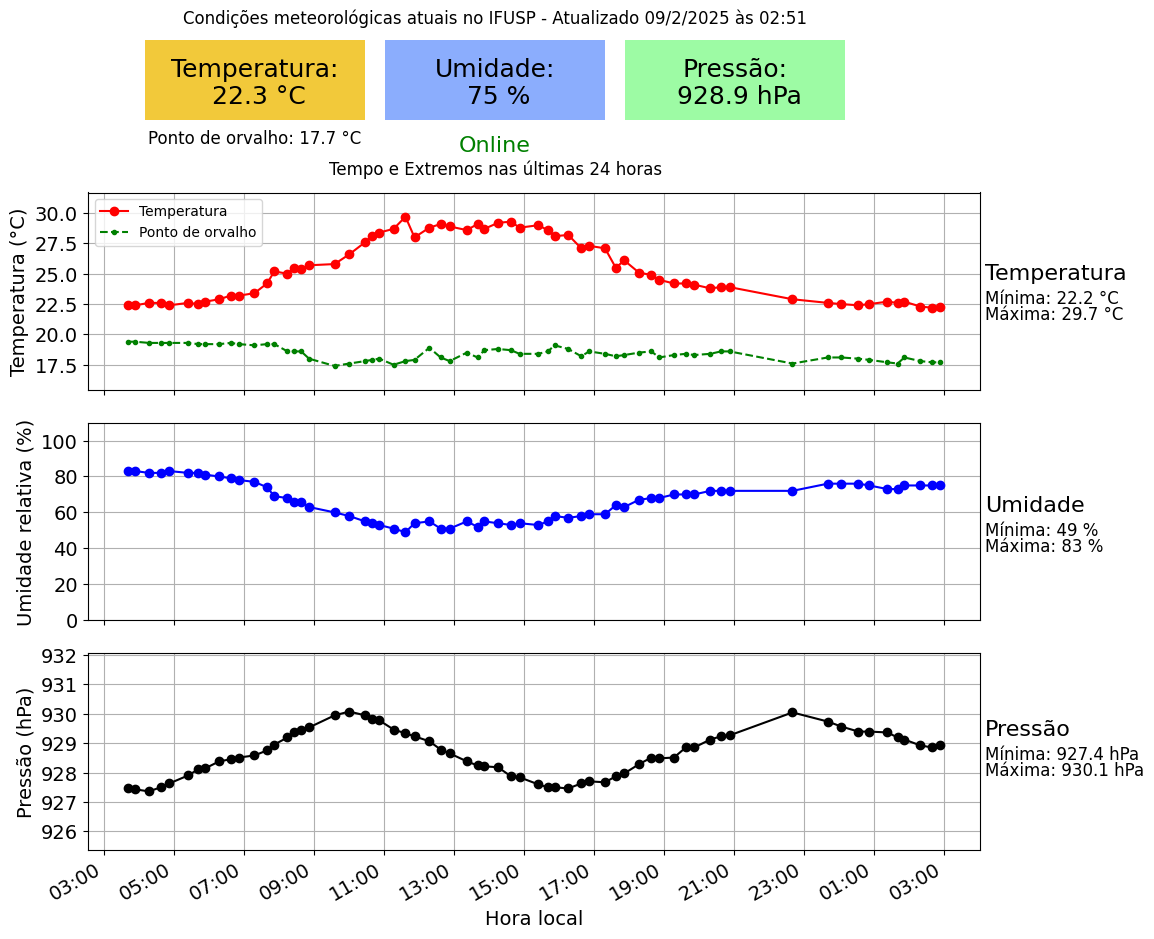 Condições meteorológicas atuais no IFUSP - Atualizado 09/2/2025 às 02:51
Temperatura:
22.3 °C
Umidade:
75 %
Pressão:
928.9 hPa
Ponto de orvalho: 17.7 °C
Online
Tempo e Extremos nas últimas 24 horas
Temperatura (°C)
30.0
27.5
25.0
22.5
20.0
17.5
Temperatura
Ponto de orvalho
Temperatura
Mínima: 22.2 °C
Máxima: 29.7 °C
Umidade relativa (%)
100
80
60
40
20
0
Umidade
Mínima: 49 %
Máxima: 83 %
Pressão (hPa)
932
931
930
929
928
927
926
Pressão
Mínima: 927.4 hPa
Máxima: 930.1 hPa
03:00
05:00
07:00
09:00
11:00
13:00
15:00
17:00
19:00
21:00
23:00
01:00
03:00
Hora local